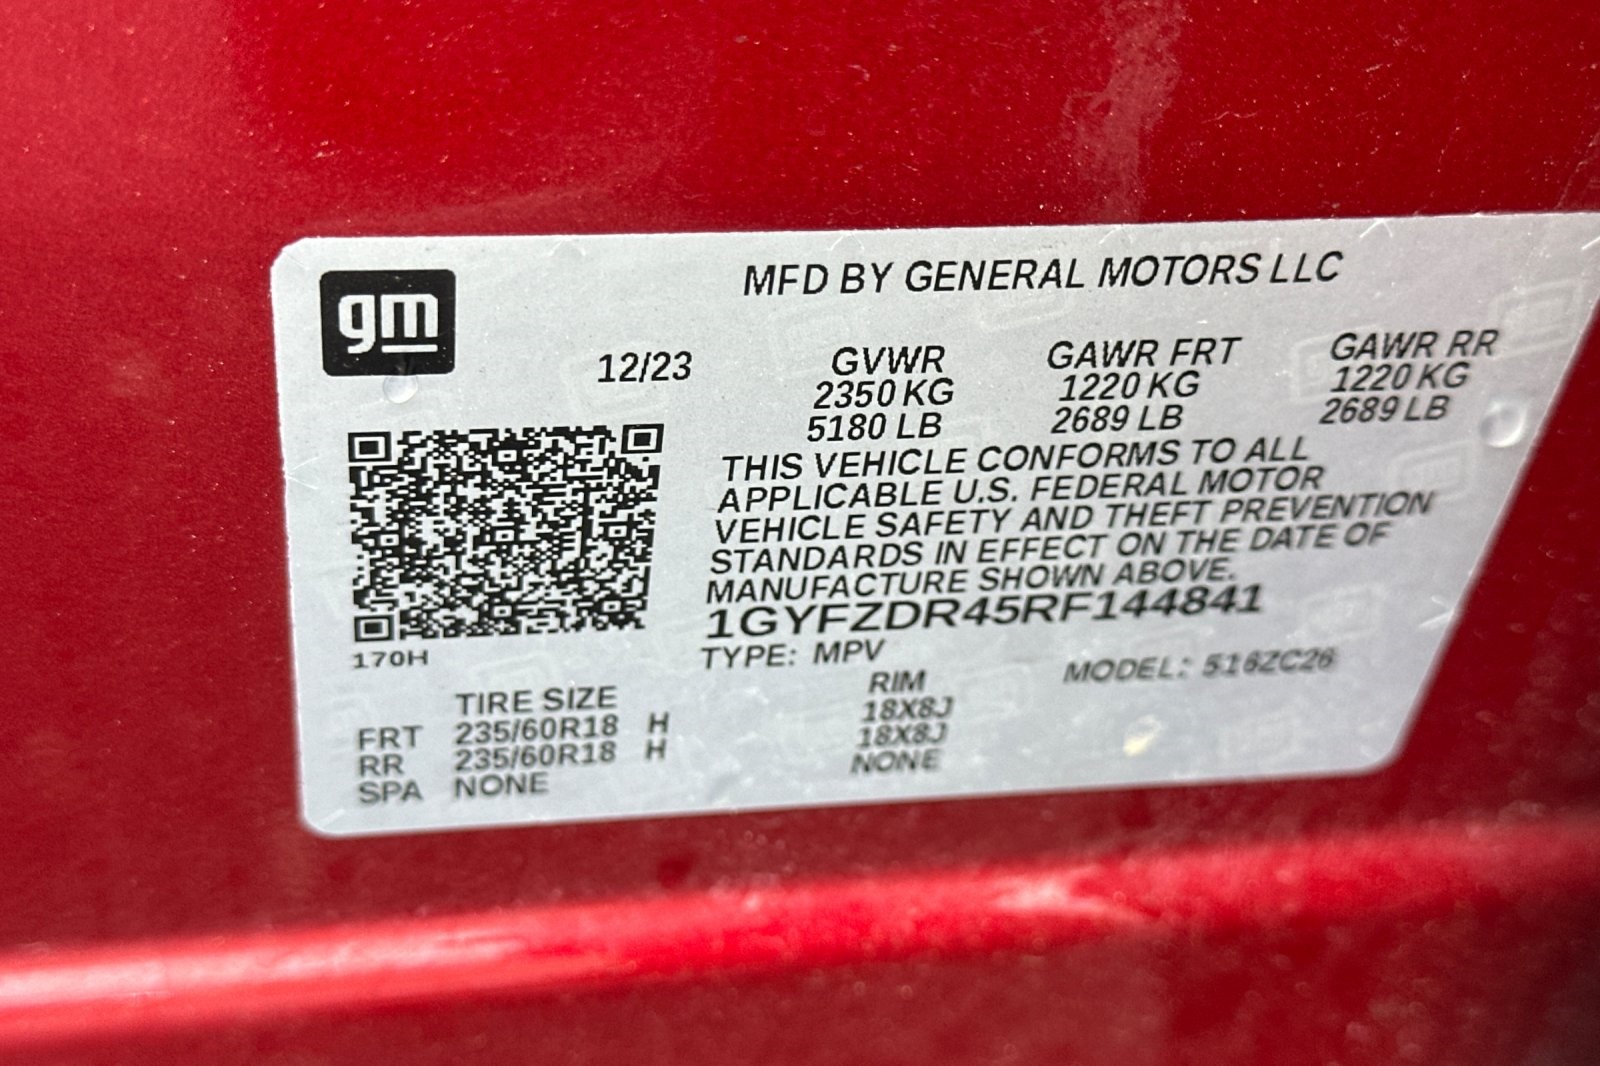 gm
MFD BY GENERAL MOTORS LLC
12/23
GVWR GAWR FRT GAWR RR
2350 KG 1220 KG 1220 KG
5180 LB 2689 LB 2689 LB
THIS VEHICLE CONFORMS TO ALL
APPLICABLE U.S. FEDERAL MOTOR
VEHICLE SAFETY AND THEFT PREVENTION
STANDARDS IN EFFECT ON THE DATE OF
MANUFACTURE SHOWN ABOVE.
1GYFZDR45RF144841
170H
TYPE: MPV MODEL: 516ZC26
TIRE SIZE RIM
FRT 235/60R18 H 18X8J
RR 235/60R18 H 18X8J
SPA NONE NONE